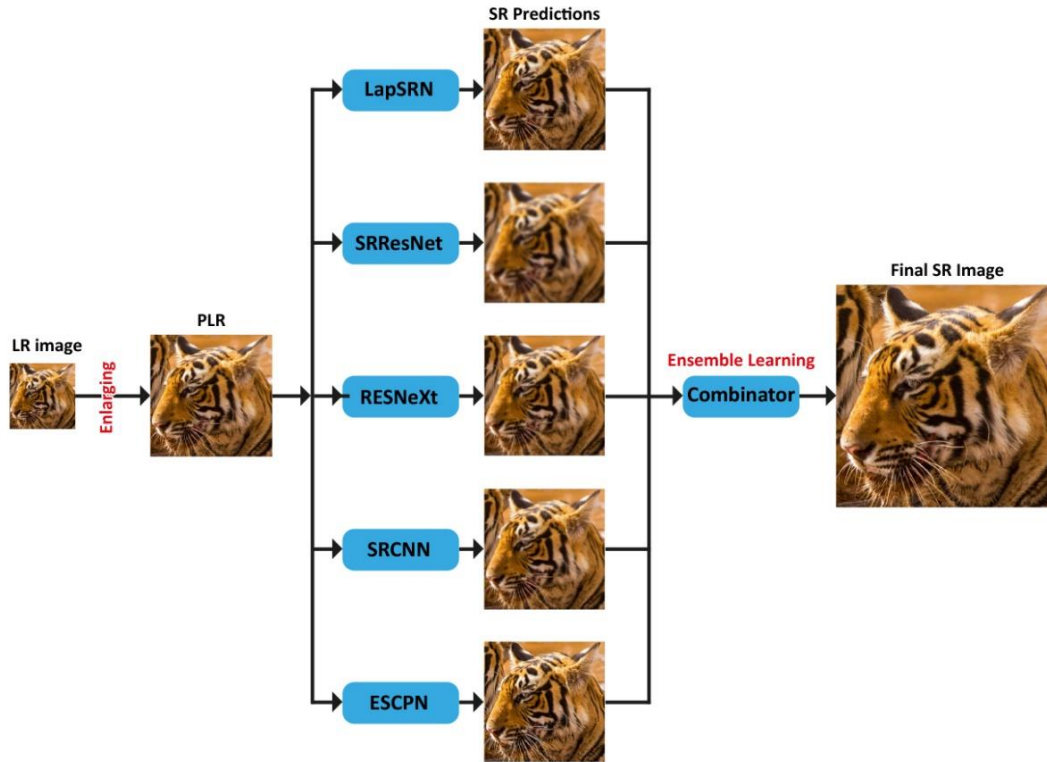 SR Predictions
LapSRN
SRResNet
Final SR Image
PLR
LR image
Enlarging
RESNeXt
Ensemble Learning
Combinator
SRCNN
ESCPN